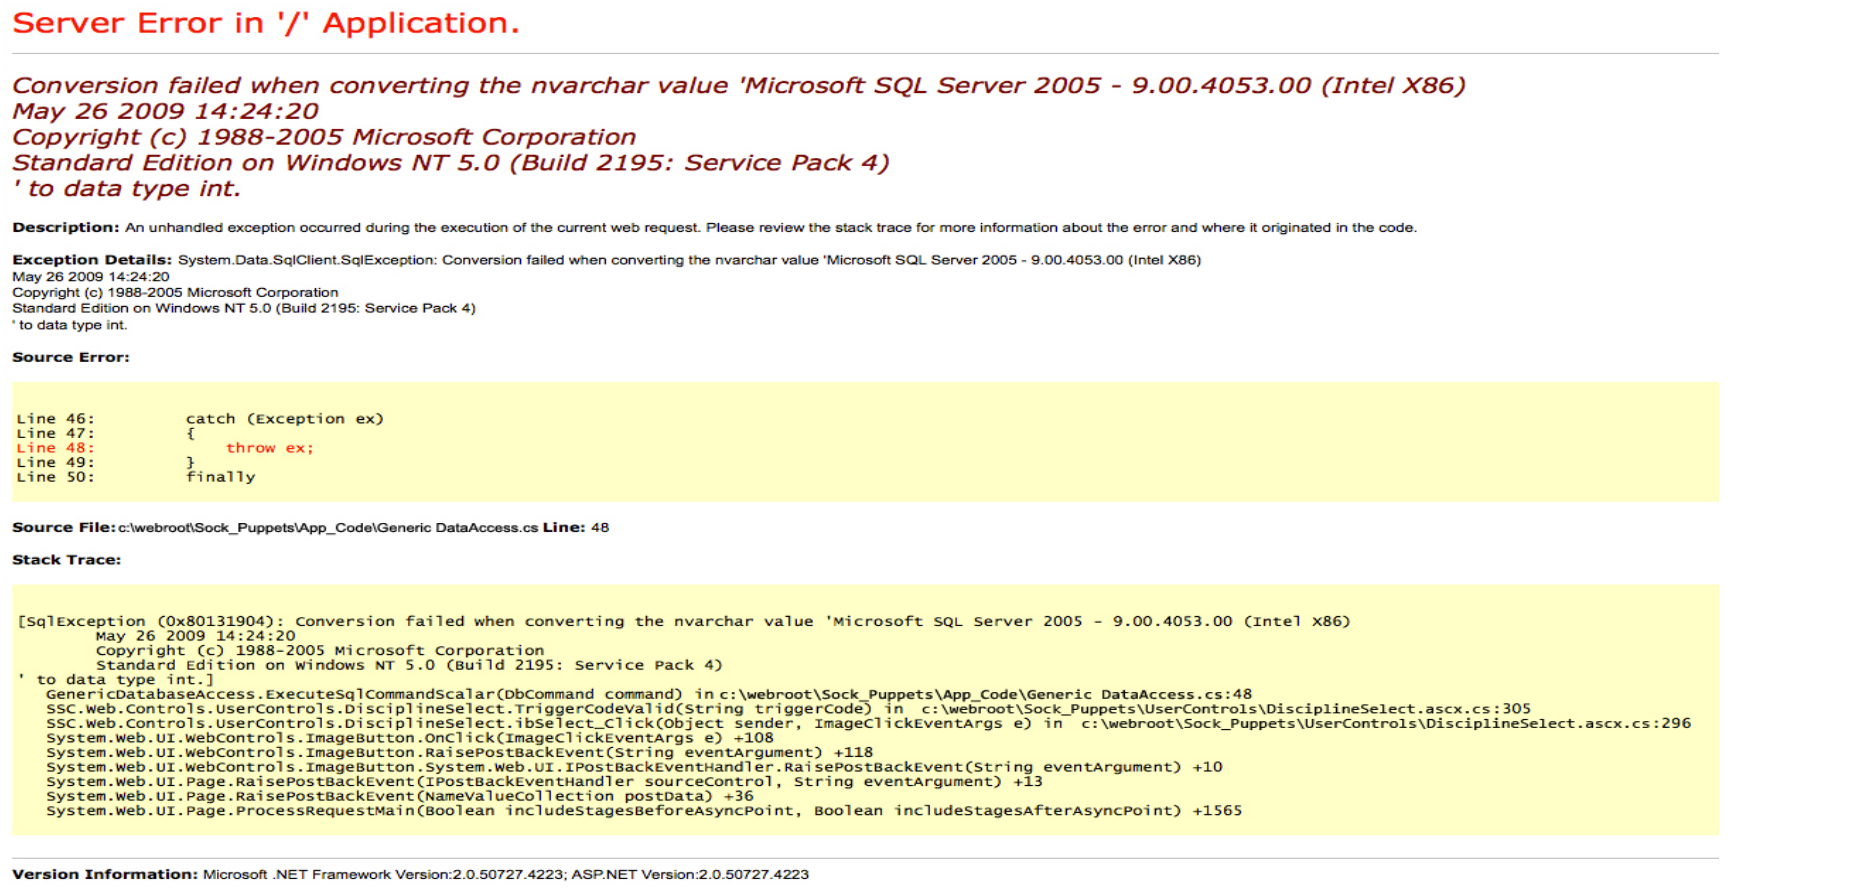 Server Error in '/' Application.
Conversion failed when converting the nvarchar value 'Microsoft SQL Server 2005 - 9.00.4053.00 (Intel X86)
May 26 2009 14:24:20
Copyright (c) 1988-2005 Microsoft Corporation
Standard Edition on Windows NT 5.0 (Build 2195: Service Pack 4)
' to data type int.
Description: An unhandled exception occurred during the execution of the current web request. Please review the stack trace for more information about the error and where it originated in the code.
Exception Details: System.Data.SqlClient.SqlException: Conversion failed when converting the nvarchar value 'Microsoft SQL Server 2005 - 9.00.4053.00 (Intel X86)
May 26 2009 14:24:20
Copyright (c) 1988-2005 Microsoft Corporation
Standard Edition on Windows NT 5.0 (Build 2195: Service Pack 4)
' to data type int.
Source Error:
Line 46: catch (Exception ex)
Line 47: {
Line 48: throw ex;
Line 49: }
Line 50: finally
Source File: c:\webroot\Sock_Puppets\App_Code\Generic DataAccess.cs Line: 48
Stack Trace:
[SqlException (0x80131904): Conversion failed when converting the nvarchar value 'Microsoft SQL Server 2005 - 9.00.4053.00 (Intel X86)
May 26 2009 14:24:20
Copyright (c) 1988-2005 Microsoft Corporation
Standard Edition on Windows NT 5.0 (Build 2195: Service Pack 4)
' to data type int.]
GenericDatabaseAccess.ExecuteSqlCommandScalar(DbCommand command) in c:\webroot\Sock_Puppets\App_Code\Generic DataAccess.cs:48
SSC.Web.Controls.UserControls.DisciplineSelect.TriggerCodeValid(String triggerCode) in c:\webroot\Sock_Puppets\UserControls\DisciplineSelect.ascx.cs:305
SSC.Web.Controls.UserControls.DisciplineSelect.ibSelect_Click(Object sender, ImageClickEventArgs e) in c:\webroot\Sock_Puppets\UserControls\DisciplineSelect.ascx.cs:296
System.Web.UI.WebControls.ImageButton.OnClick(ImageClickEventArgs e) +108
System.Web.UI.WebControls.ImageButton.RaisePostBackEvent(String eventArgument) +118
System.Web.UI.WebControls.ImageButton.System.Web.UI.IPostBackEventHandler.RaisePostBackEvent(String eventArgument) +10
System.Web.UI.Page.RaisePostBackEvent(IPostBackEventHandler sourceControl, String eventArgument) +13
System.Web.UI.Page.RaisePostBackEvent(NameValueCollection postData) +36
System.Web.UI.Page.ProcessRequestMain(Boolean includeStagesBeforeAsyncPoint, Boolean includeStagesAfterAsyncPoint) +1565
Version Information: Microsoft .NET Framework Version:2.0.50727.4223; ASP.NET Version:2.0.50727.4223